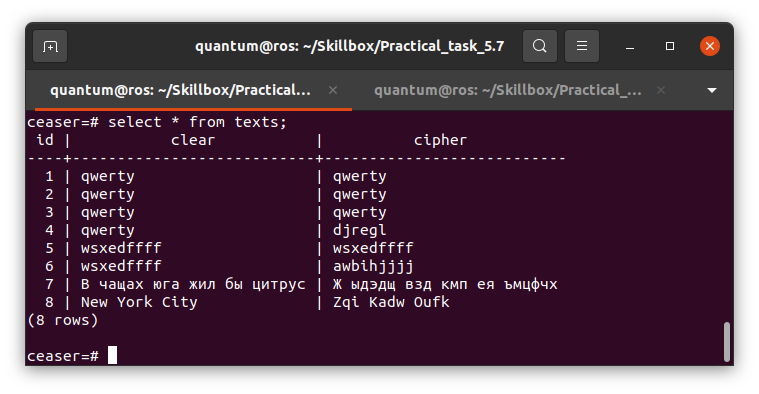 quantum@ros: ~/Skillbox/Practical_task_5.7
quantum@ros: ~/Skillbox/Practical… × quantum@ros: ~/Skillbox/Practical_… ×
ceaser=# select * from texts;
 id |           clear           |          cipher
----+---------------------------+--------------------------
  1 | qwerty                    | qwerty
  2 | qwerty                    | qwerty
  3 | qwerty                    | qwerty
  4 | qwerty                    | djregl
  5 | wsxedffff                 | wsxedffff
  6 | wsxedffff                 | awbihjjjj
  7 | В чащах юга жил бы цитрус | Ж ыдэдщ взд кмп ея ъмцфчх
  8 | New York City             | Zqi Kadw Oufk
(8 rows)
ceaser=#